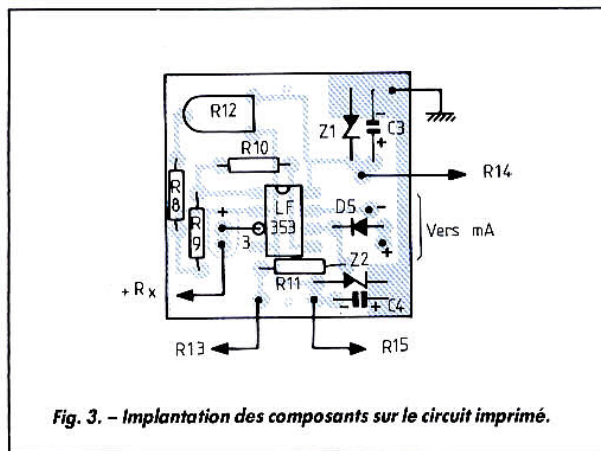 R12
Z1
-
C3
+
R10
R14
R8
R9
+
3
LF
353
D5
-
+
Vers mA
Z2
R11
+ Rx
-
+
C4
R13
R15
Fig. 3. – Implantation des composants sur le circuit imprimé.